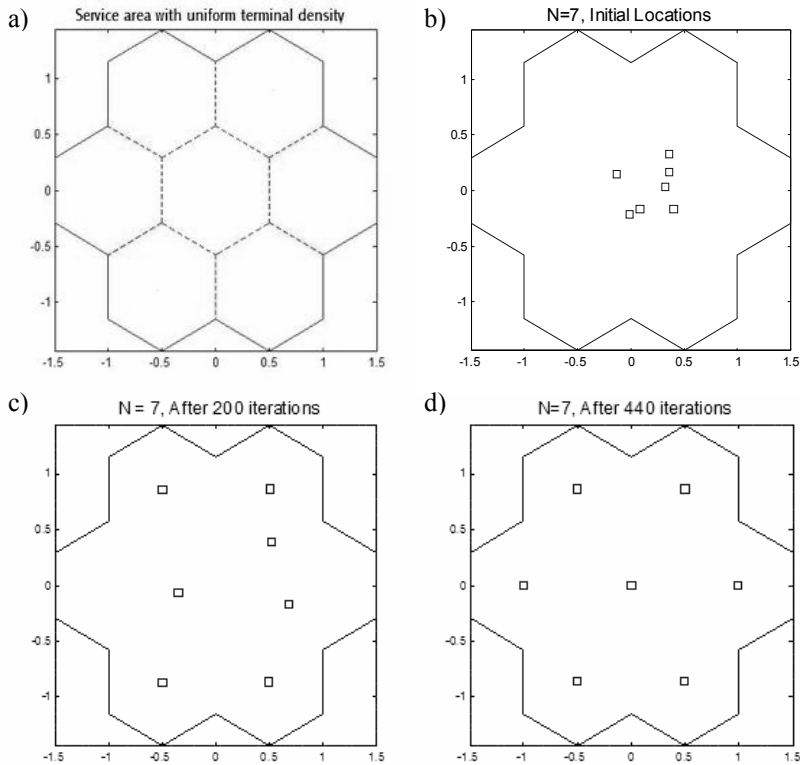 a)
Service area with uniform terminal density
1
0.5
0
-0.5
-1
-1.5 -1 -0.5 0 0.5 1 1.5
b)
N=7, Initial Locations
1
0.5
0
-0.5
-1
-1.5 -1 -0.5 0 0.5 1 1.5
c)
N = 7, After 200 iterations
1
0.5
0
-0.5
-1
-1.5 -1 -0.5 0 0.5 1 1.5
d)
N=7, After 440 iterations
1
0.5
0
-0.5
-1
-1.5 -1 -0.5 0 0.5 1 1.5